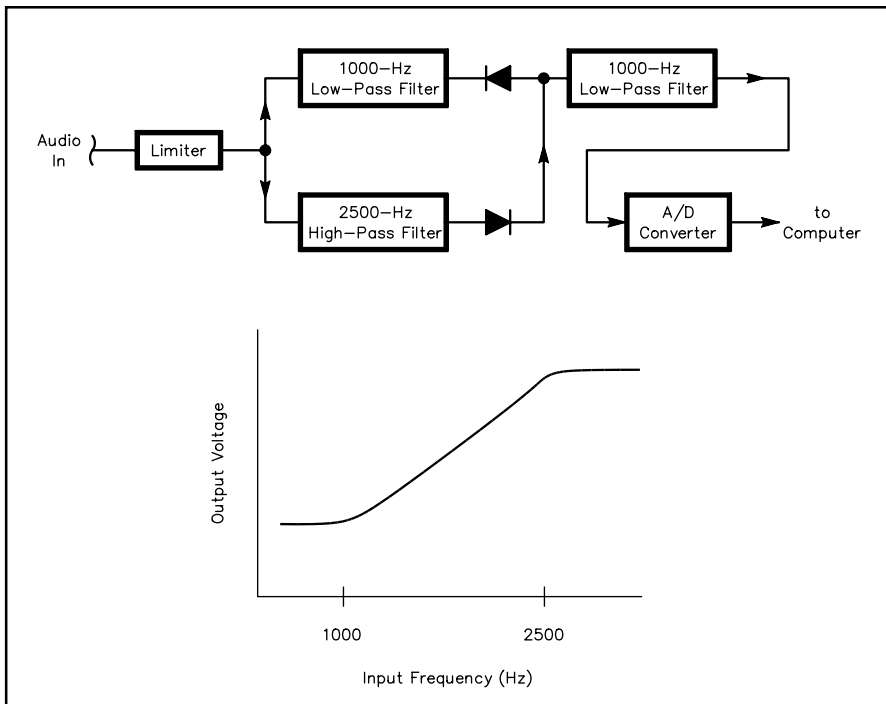 1000–Hz
Low–Pass Filter
1000–Hz
Low–Pass Filter
Audio
In
Limiter
2500–Hz
High–Pass Filter
A/D
Converter
to
Computer
Output Voltage
1000
2500
Input Frequency (Hz)